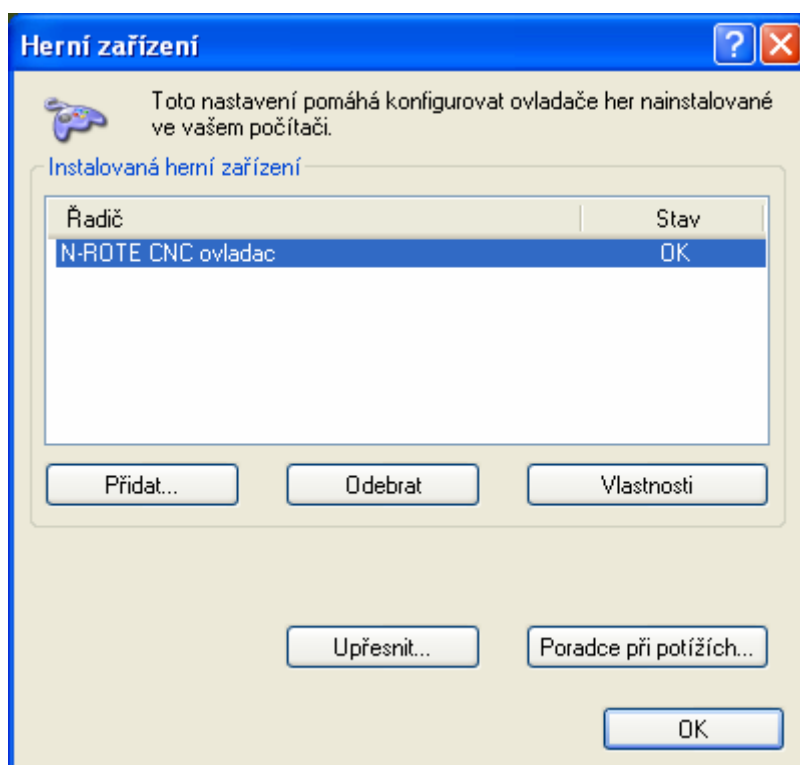 Herní zařízení
Toto nastavení pomáhá konfigurovat ovladače her nainstalované
ve vašem počítači.
Instalovaná herní zařízení
Řadič Stav
N-ROTE CNC ovladac OK
Přidat... Odebrat Vlastnosti
Upřesnit... Poradce při potížích...
OK